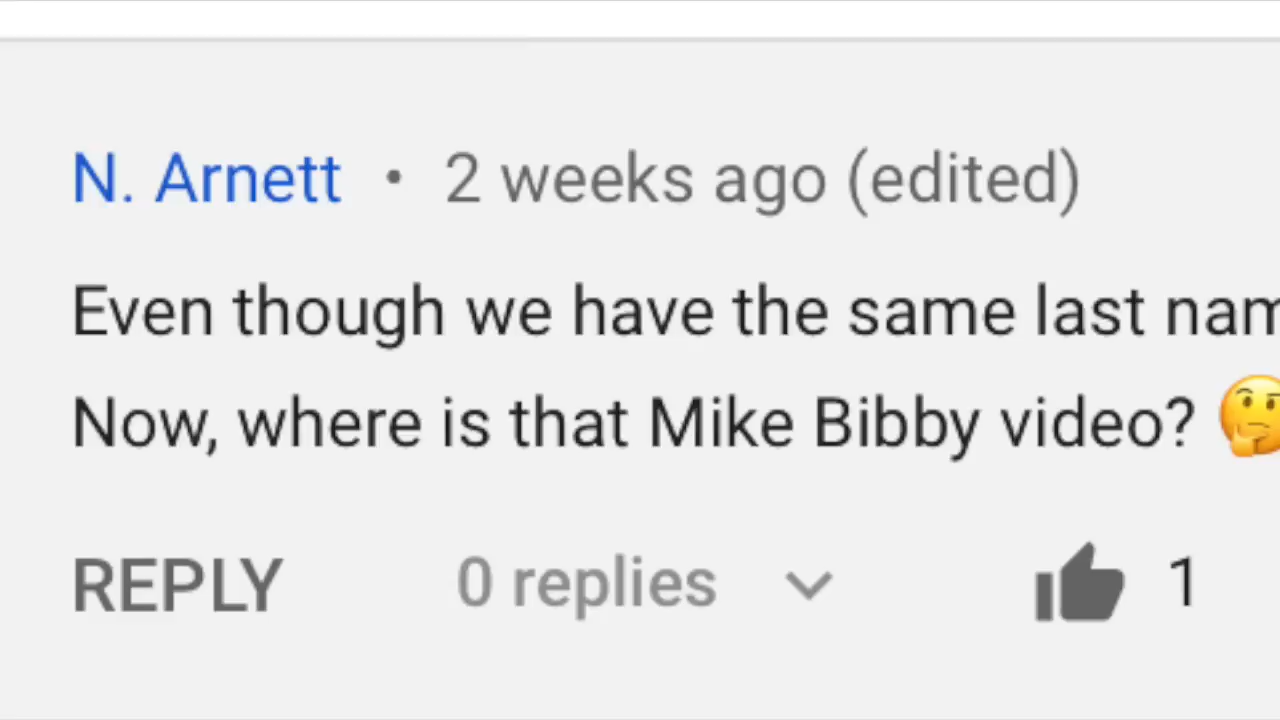 N. Arnett • 2 weeks ago (edited)
Even though we have the same last nam
Now, where is that Mike Bibby video? 🤔
REPLY 0 replies 1